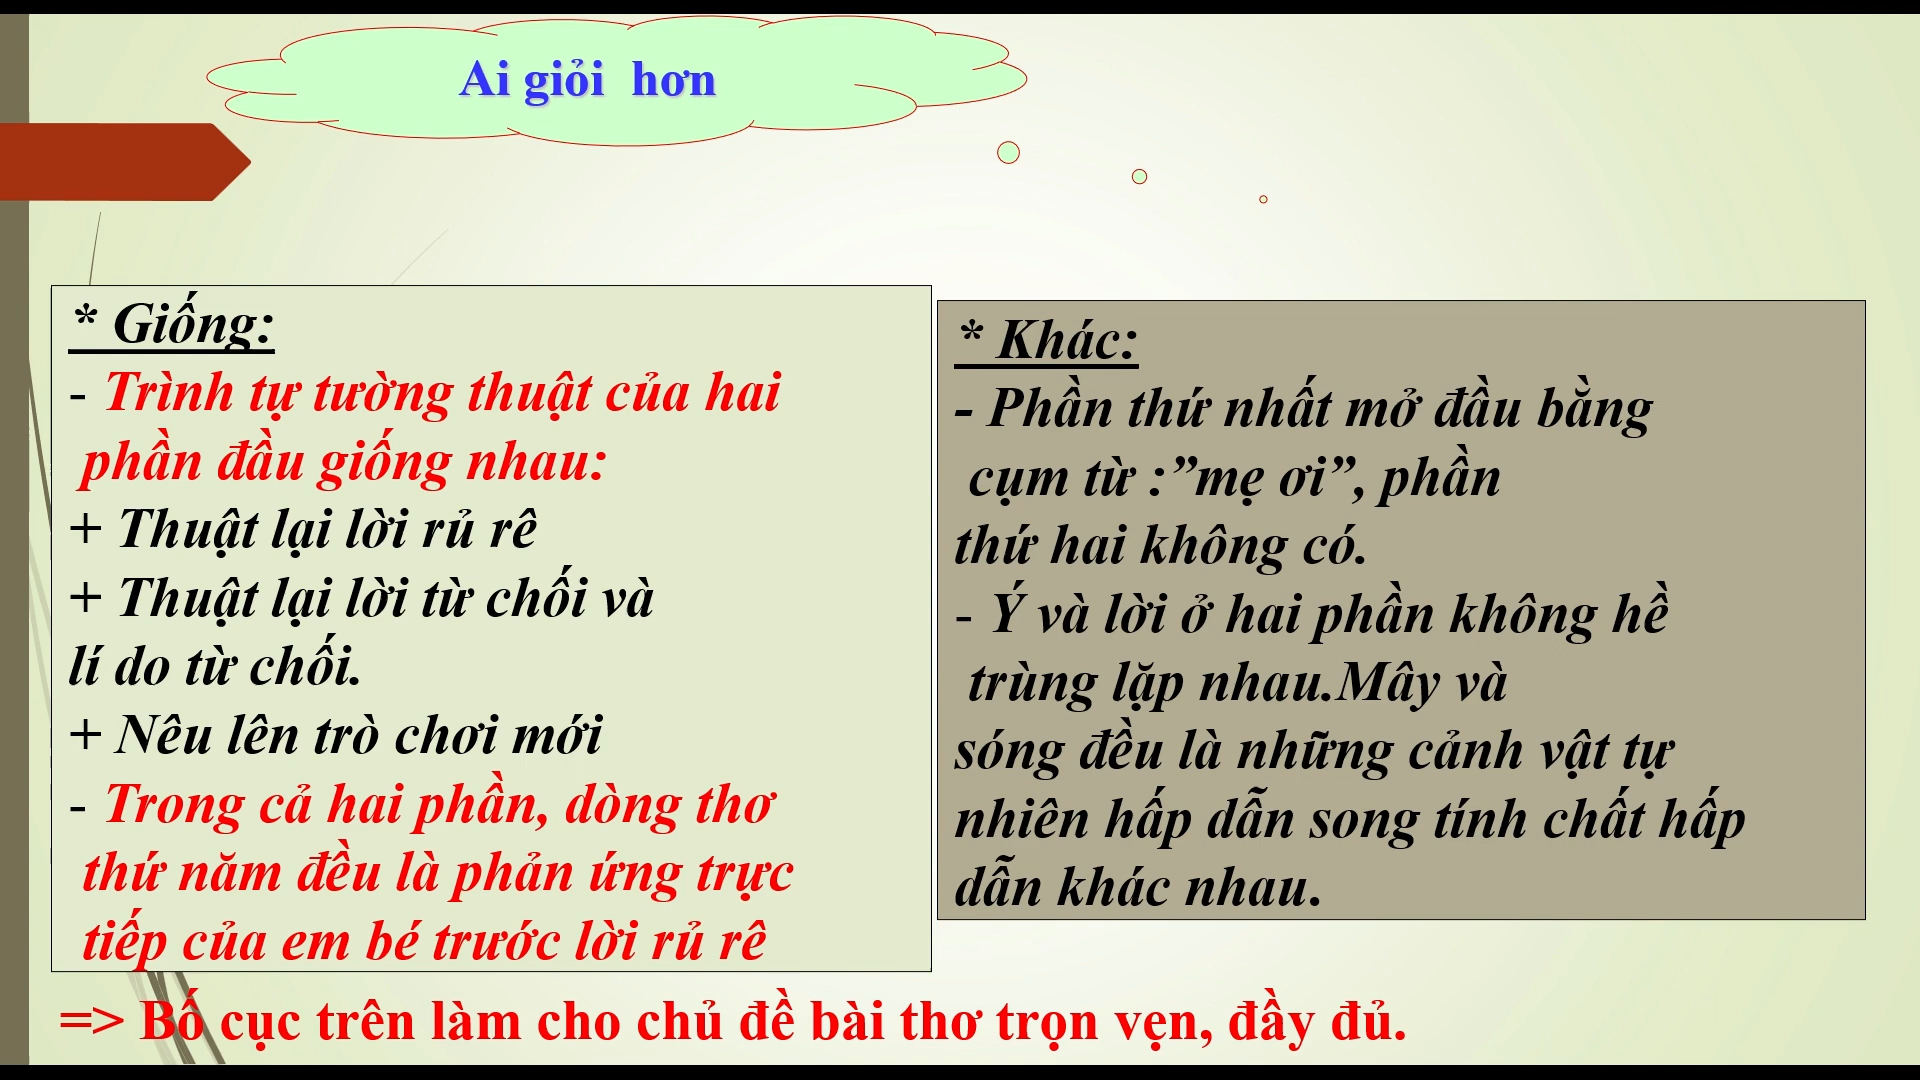 Ai giỏi hơn
* Giống:
- Trình tự tường thuật của hai
phần đầu giống nhau:
+ Thuật lại lời rủ rê
+ Thuật lại lời từ chối và
lí do từ chối.
+ Nêu lên trò chơi mới
- Trong cả hai phần, dòng thơ
thứ năm đều là phản ứng trực
tiếp của em bé trước lời rủ rê
* Khác:
- Phần thứ nhất mở đầu bằng
cụm từ :”mẹ ơi”, phần
thứ hai không có.
- Ý và lời ở hai phần không hề
trùng lặp nhau.Mây và
sóng đều là những cảnh vật tự
nhiên hấp dẫn song tính chất hấp
dẫn khác nhau.
=> Bố cục trên làm cho chủ đề bài thơ trọn vẹn, đầy đủ.